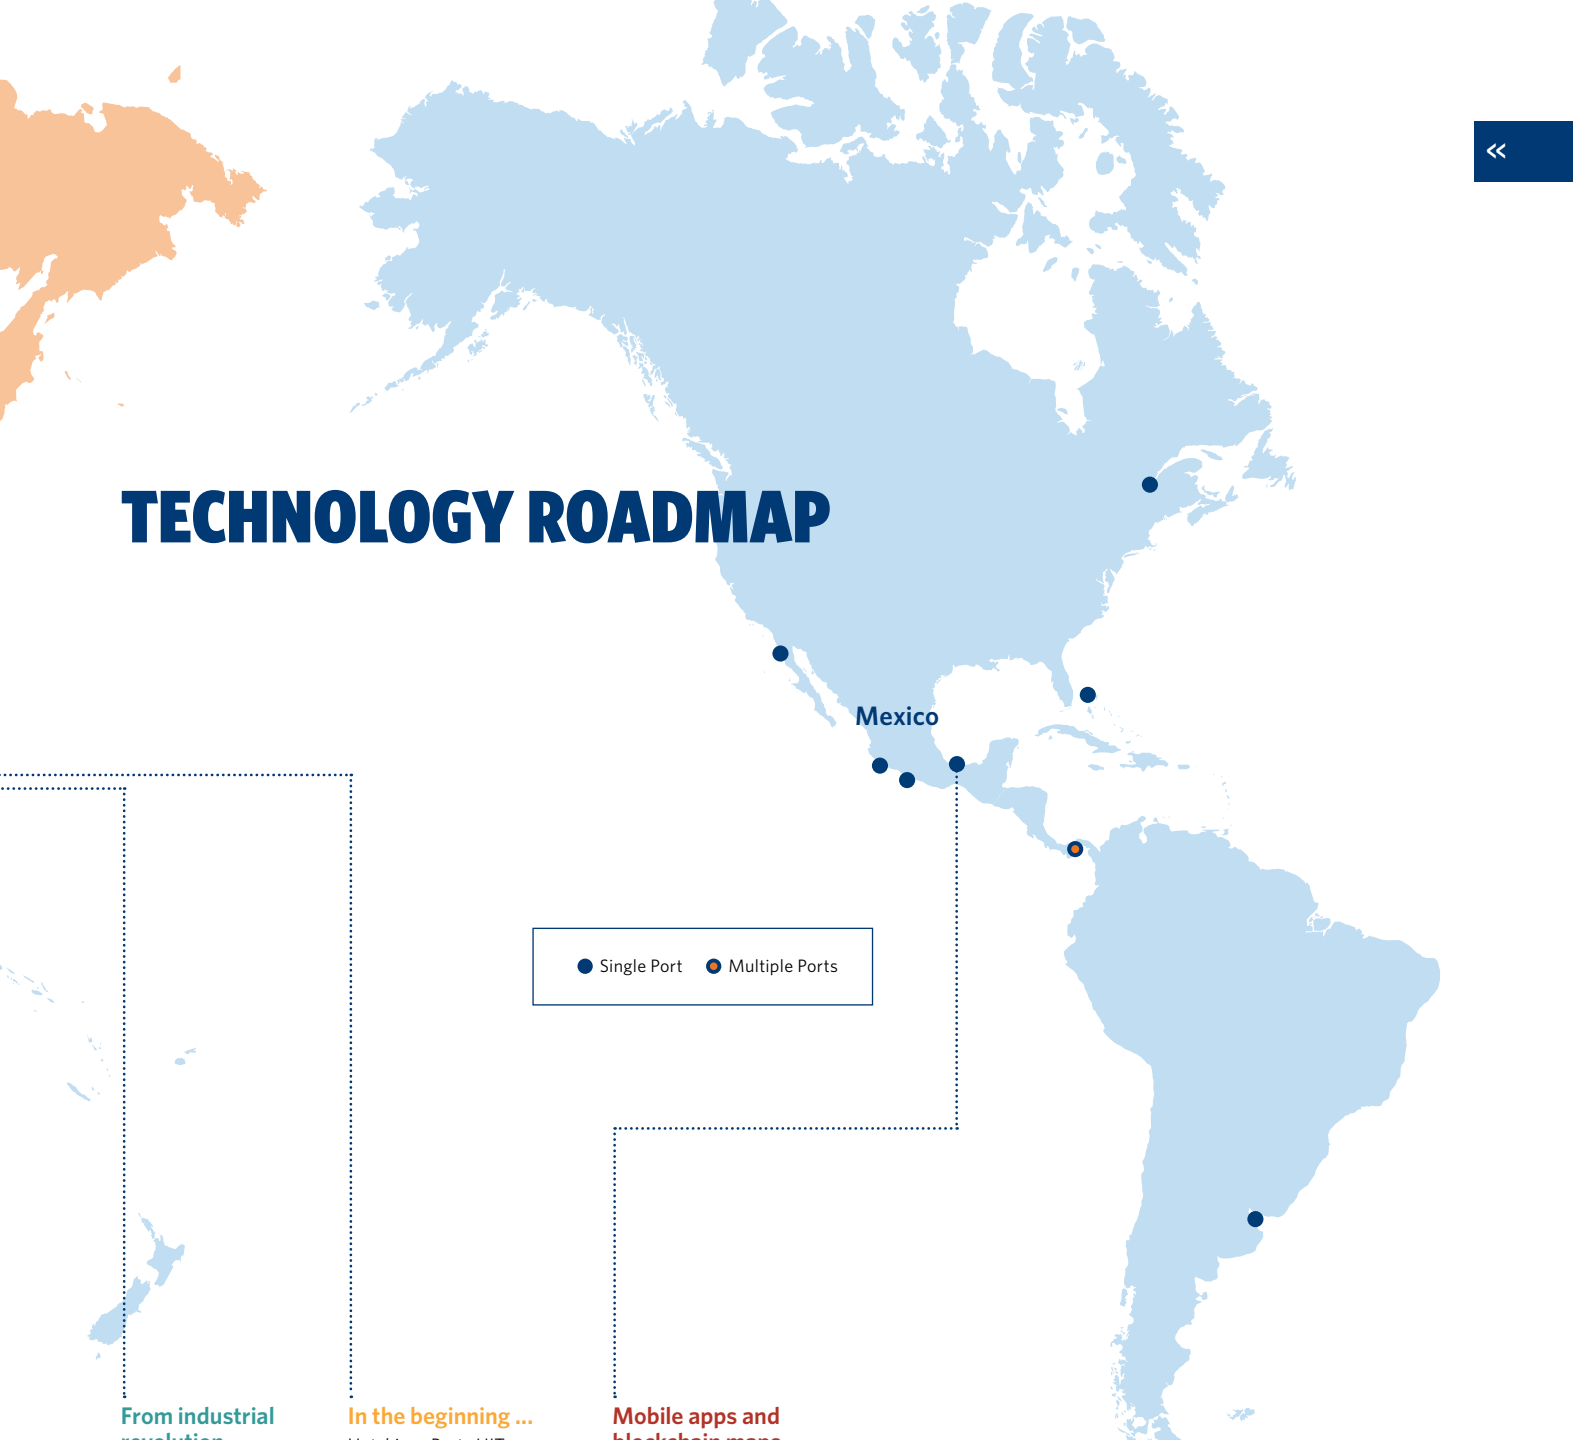 «
TECHNOLOGY ROADMAP
Mexico
Single Port
Multiple Ports
From industrial
In the beginning ...
Mobile apps and